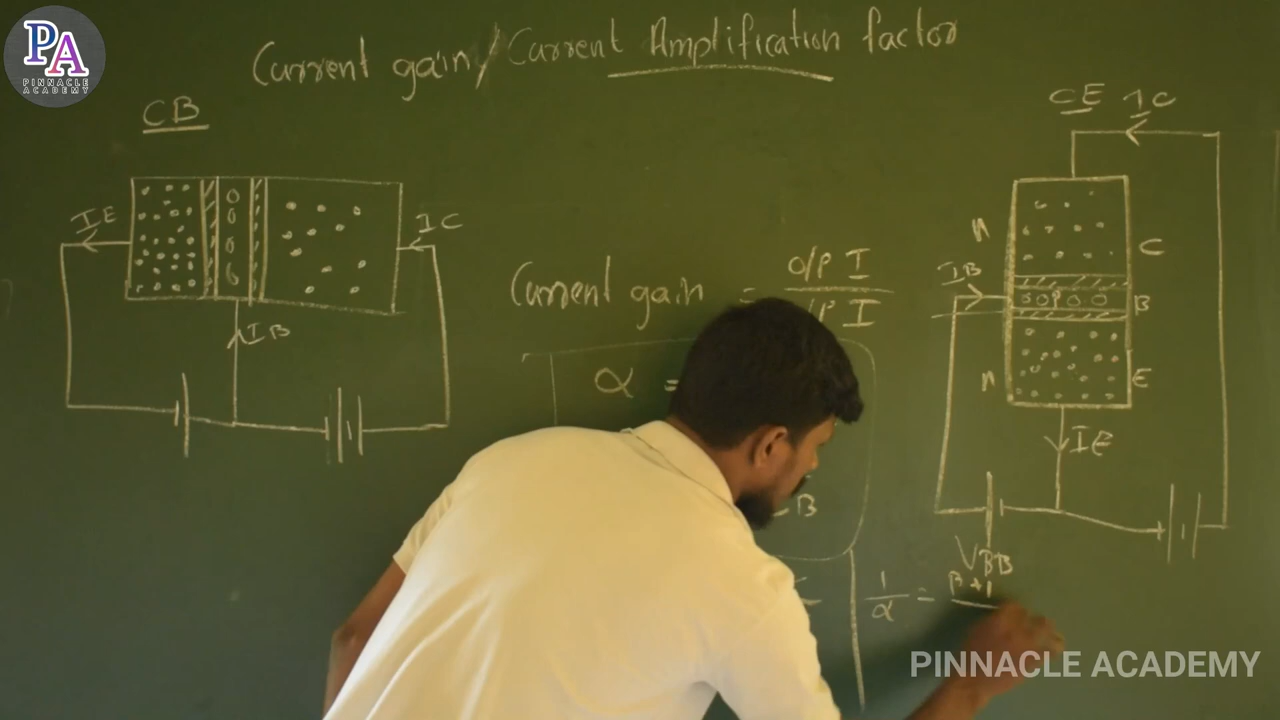 PA
PINNACLE
ACADEMY
Current gain/Current Amplification factor
CB
CE IC
IE
IC
N
C
IB
B
Current gain = O/P I
I/P I
IB
α =
N
E
IE
B
VBB
1/α = β+1
PINNACLE ACADEMY